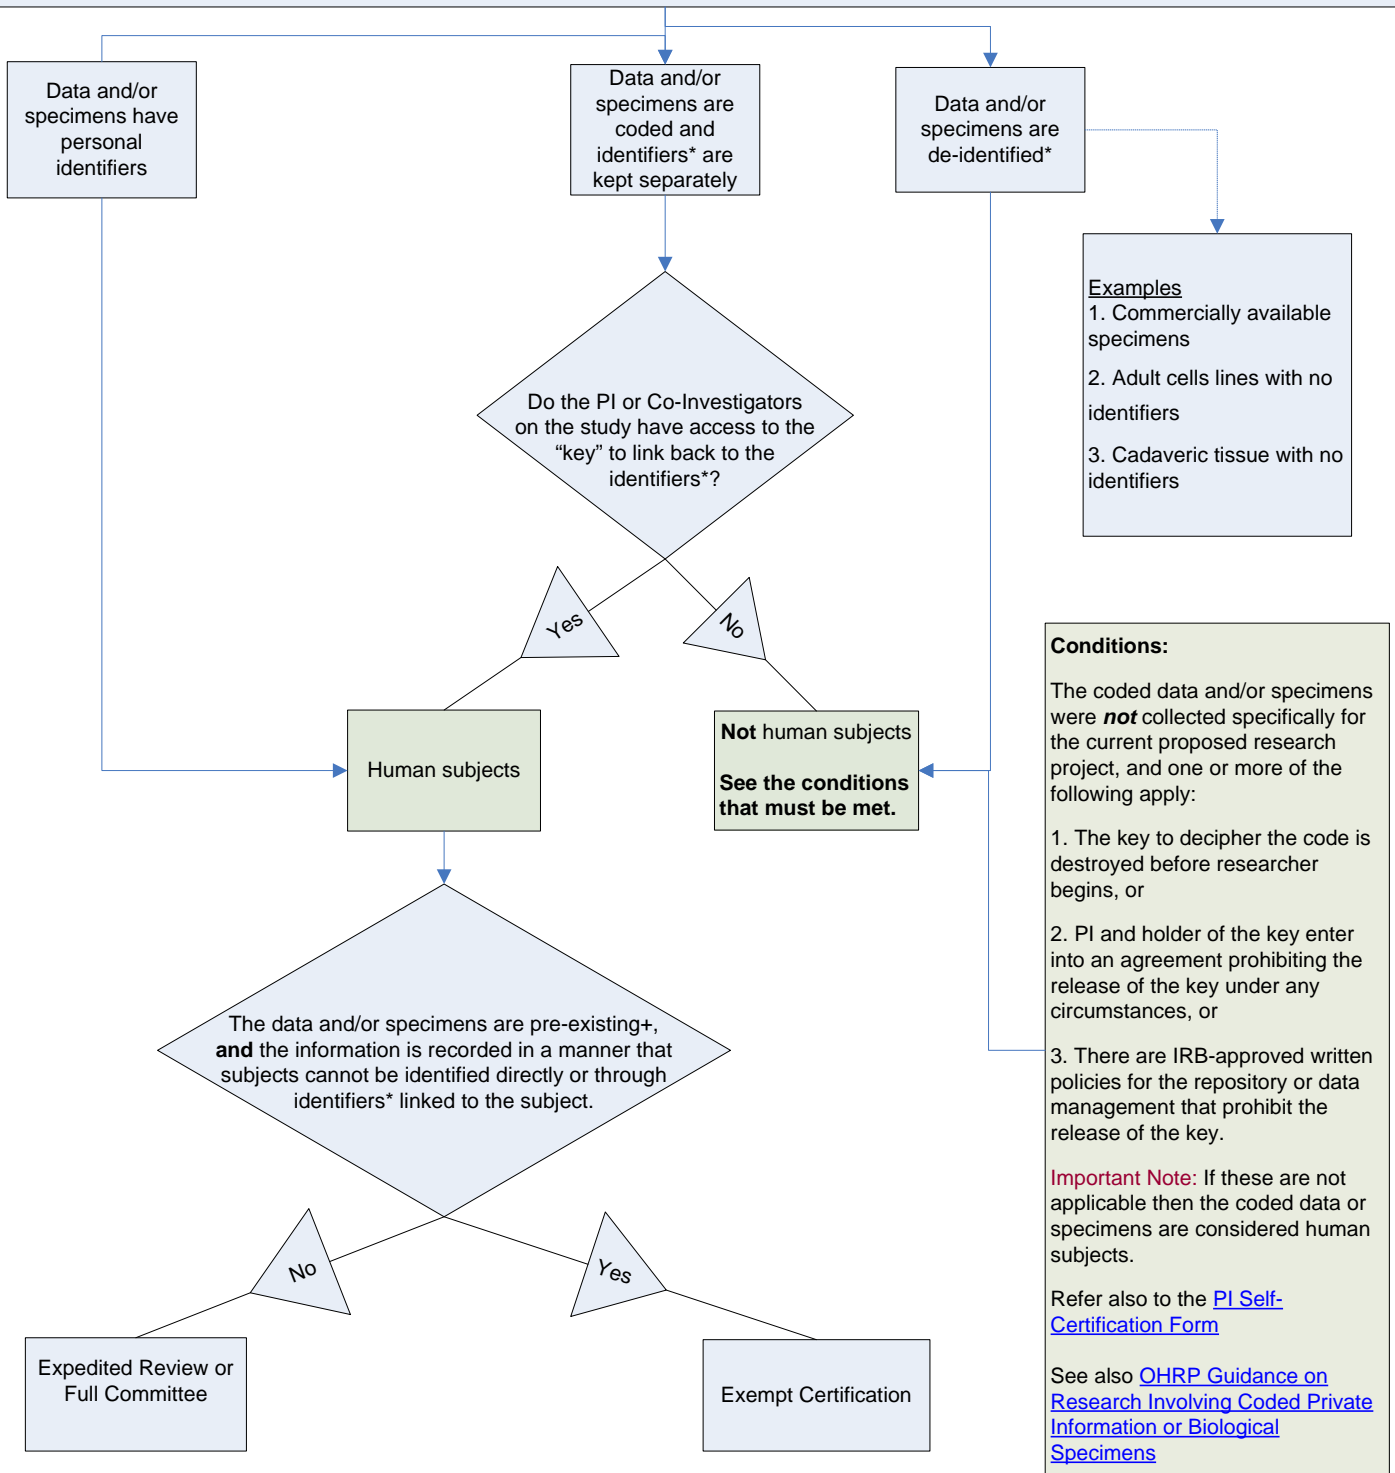 Data and/or
specimens have
personal
identifiers
Data and/or
specimens are
coded and
identifiers* are
kept separately
Data and/or
specimens are
de-identified*
Examples
1. Commercially available
specimens
2. Adult cells lines with no
identifiers
3. Cadaveric tissue with no
identifiers
Do the PI or Co-Investigators
on the study have access to the
“key” to link back to the
identifiers*?
Yes
No
Human subjects
Not human subjects
See the conditions
that must be met.
Conditions:
The coded data and/or specimens
were not collected specifically for
the current proposed research
project, and one or more of the
following apply:
1. The key to decipher the code is
destroyed before researcher
begins, or
2. PI and holder of the key enter
into an agreement prohibiting the
release of the key under any
circumstances, or
3. There are IRB-approved written
policies for the repository or data
management that prohibit the
release of the key.
Important Note: If these are not
applicable then the coded data or
specimens are considered human
subjects.
Refer also to the PI Self-
Certification Form
See also OHRP Guidance on
Research Involving Coded Private
Information or Biological
Specimens
The data and/or specimens are pre-existing+,
and the information is recorded in a manner that
subjects cannot be identified directly or through
identifiers* linked to the subject.
No
Yes
Expedited Review or
Full Committee
Exempt Certification